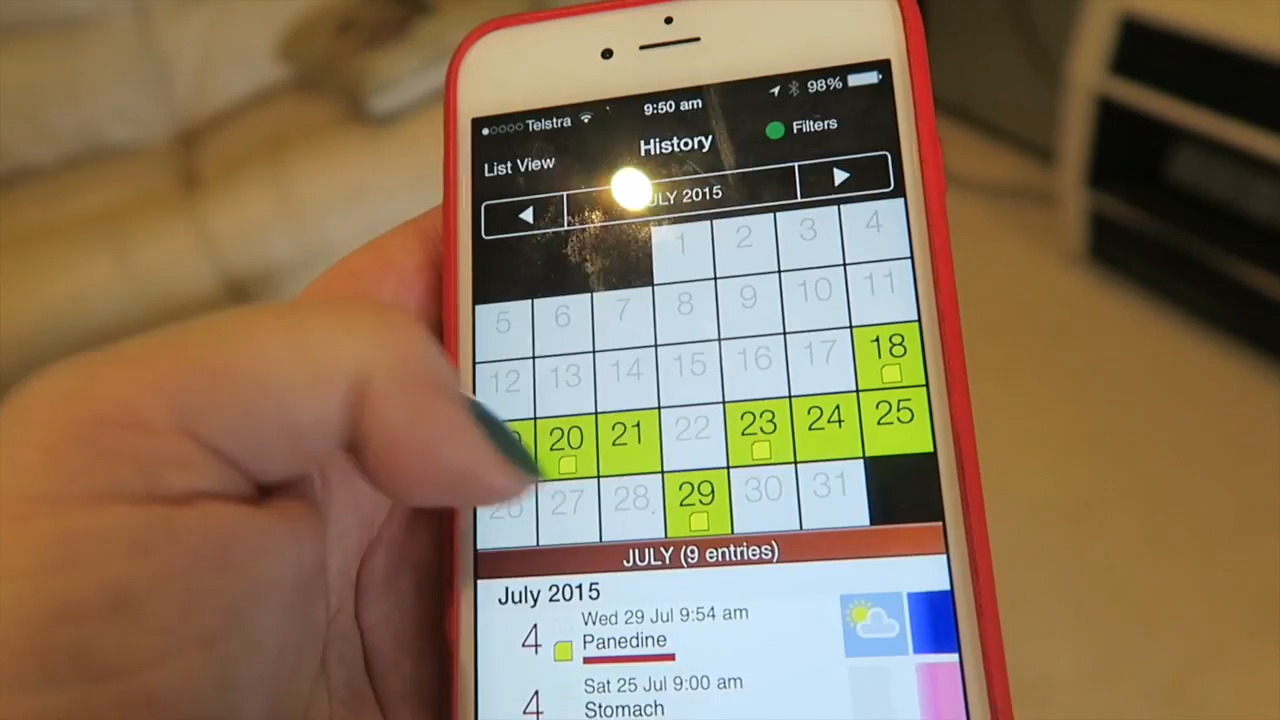 Telstra 9:50 am 98%
List View History Filters
JULY 2015
1 2 3 4
5 6 7 8 9 10 11
12 13 14 15 16 17 18
20 21 22 23 24 25
26 27 28 29 30 31
JULY (9 entries)
July 2015
4 Wed 29 Jul 9:54 am
Panedine
4 Sat 25 Jul 9:00 am
Stomach